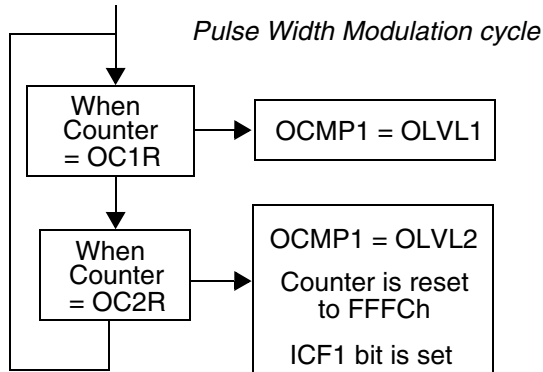 Pulse Width Modulation cycle
When
Counter
= OC1R
OCMP1 = OLVL1
When
Counter
= OC2R
OCMP1 = OLVL2
Counter is reset
to FFFCh
ICF1 bit is set